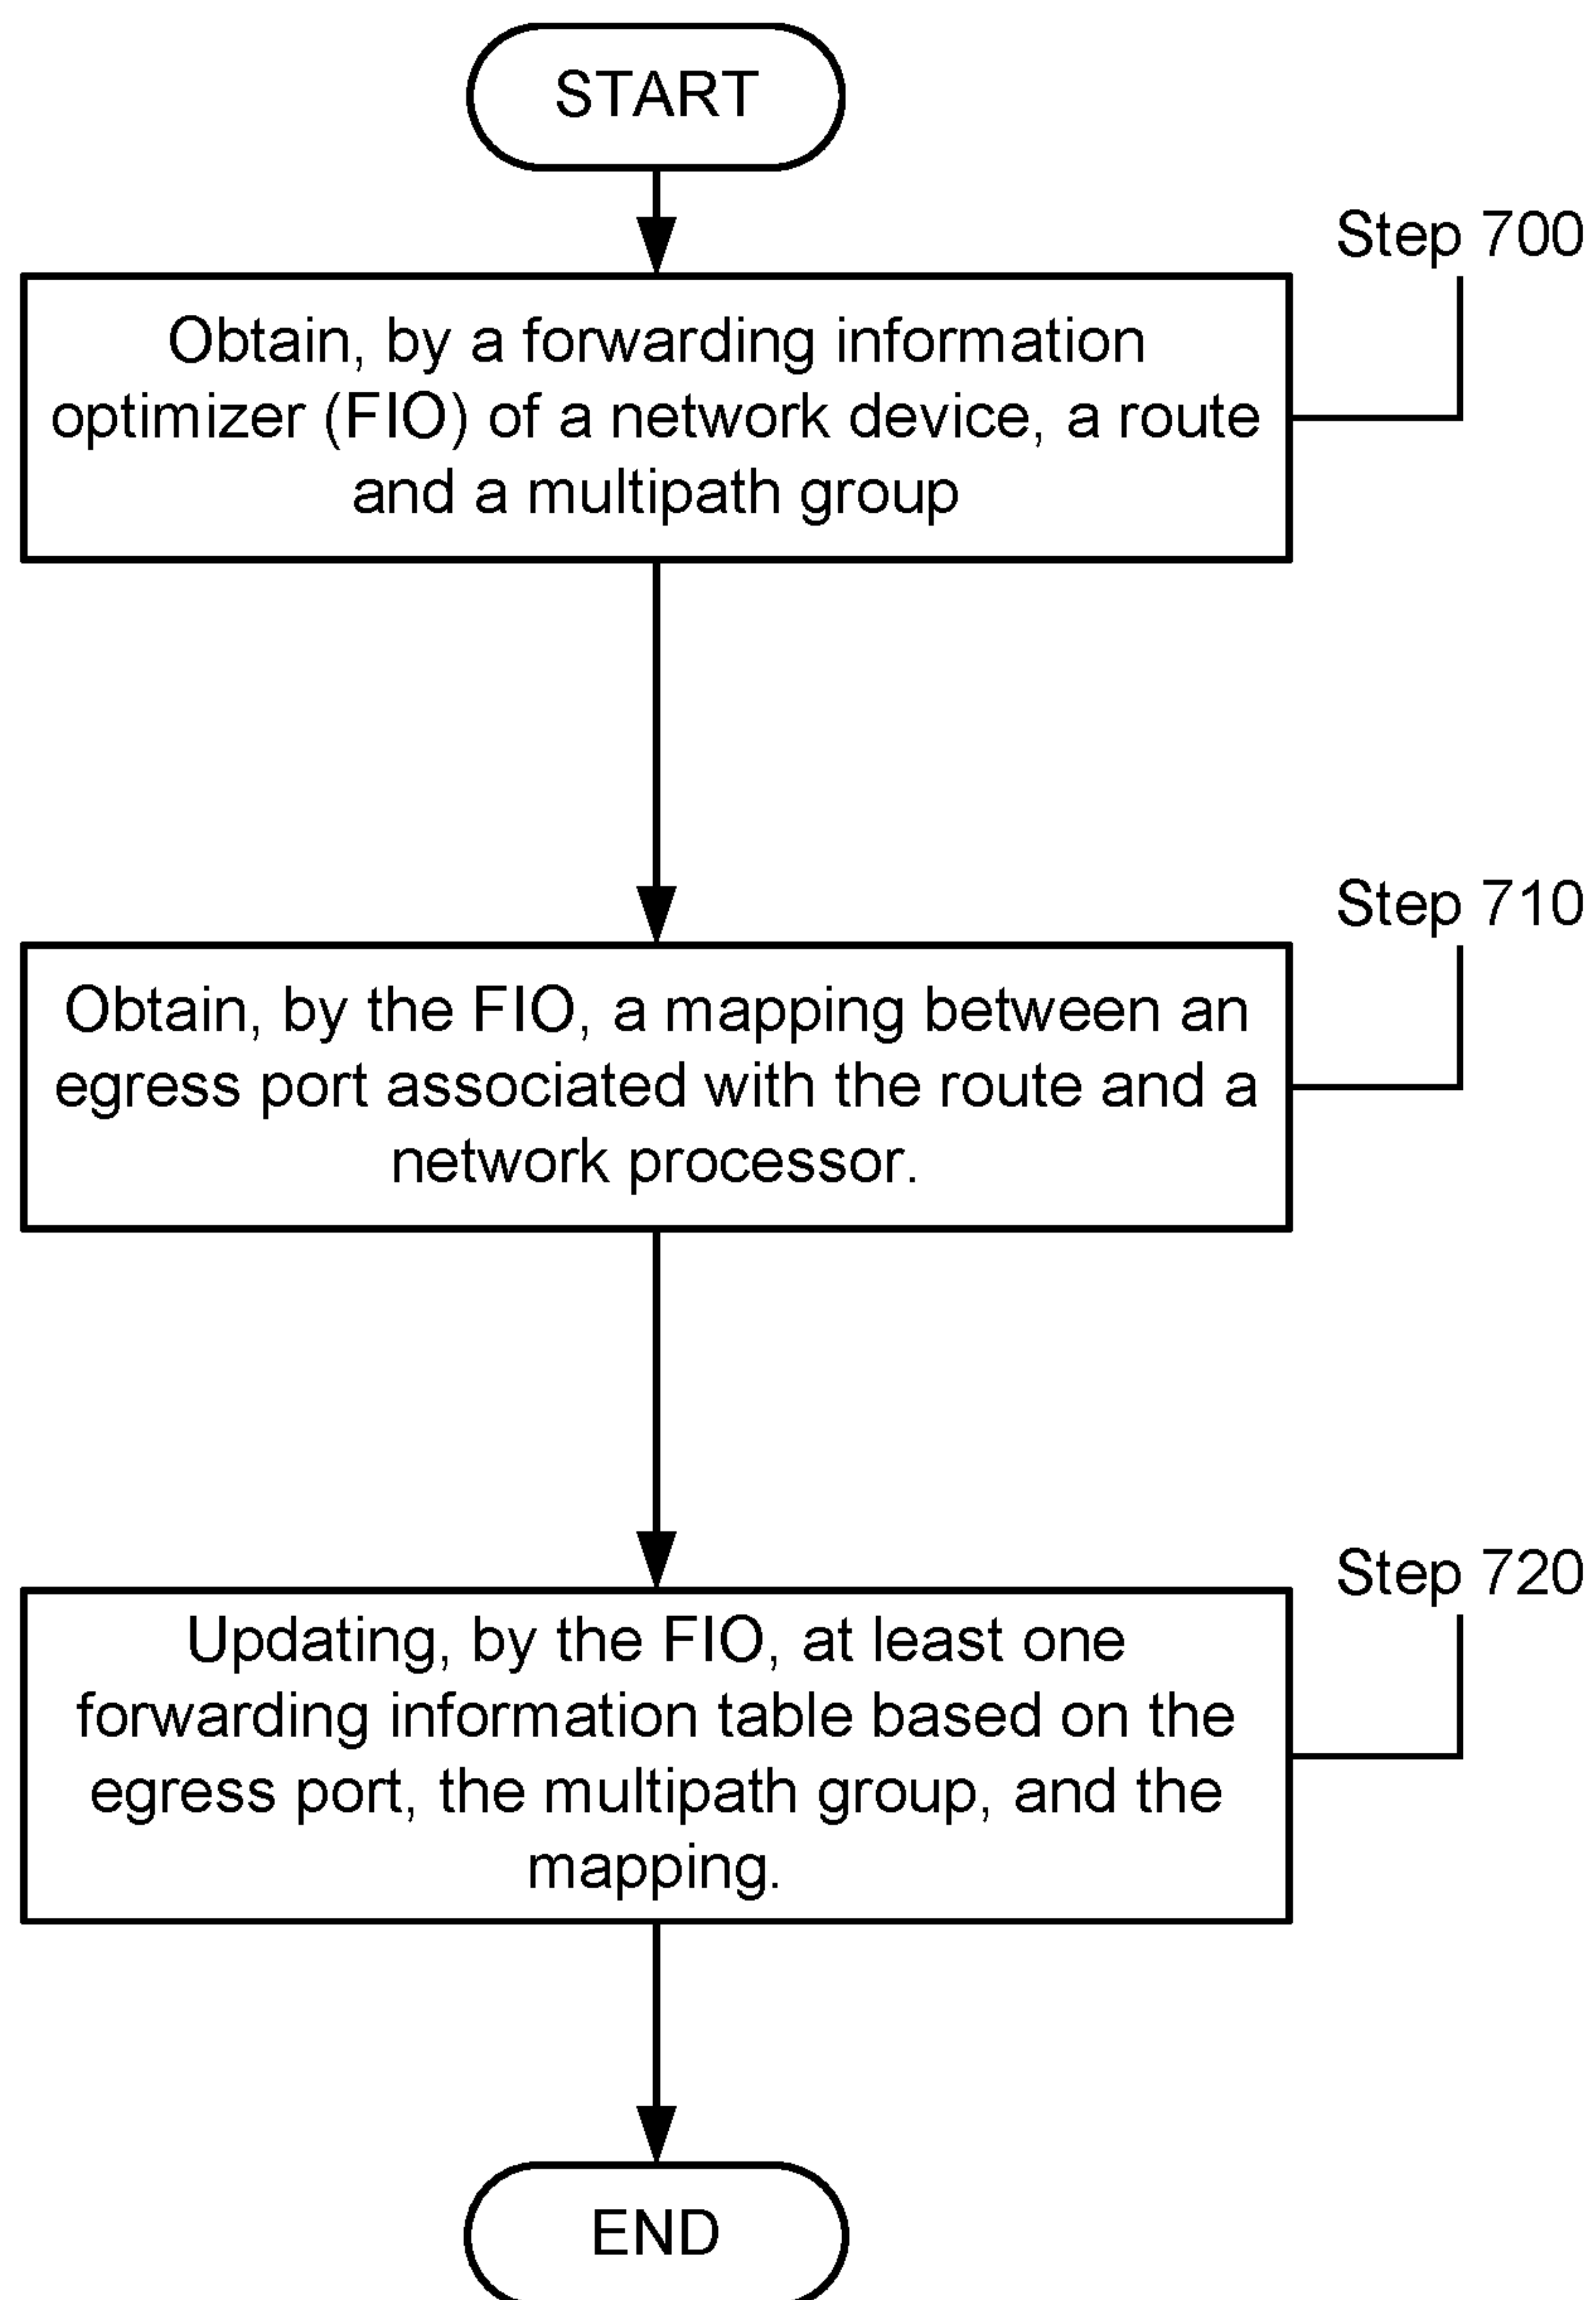 START
Step 700
Obtain, by a forwarding information
optimizer (FIO) of a network device, a route
and a multipath group
Step 710
Obtain, by the FIO, a mapping between an
egress port associated with the route and a
network processor.
Step 720
Updating, by the FIO, at least one
forwarding information table based on the
egress port, the multipath group, and the
mapping.
END